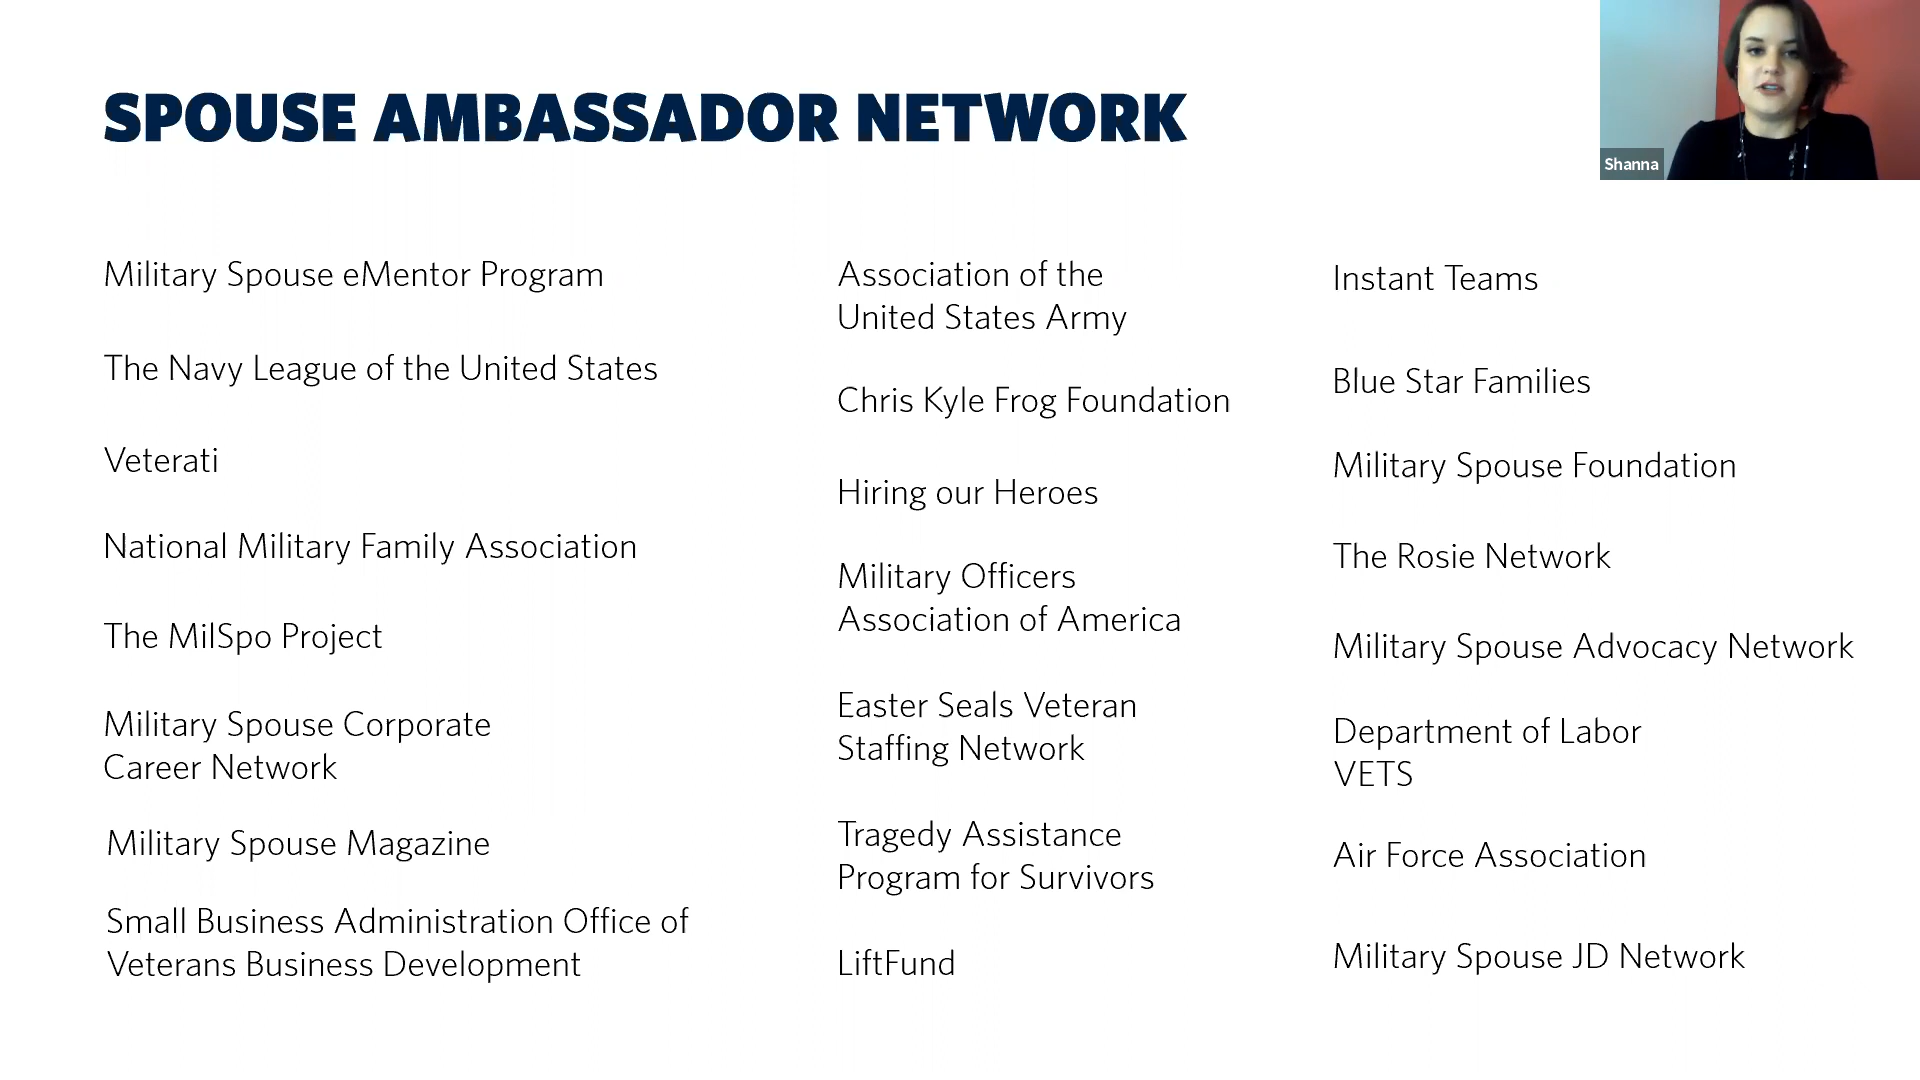 SPOUSE AMBASSADOR NETWORK
Shanna
Military Spouse eMentor Program
The Navy League of the United States
Veterati
National Military Family Association
The MilSpo Project
Military Spouse Corporate
Career Network
Military Spouse Magazine
Small Business Administration Office of
Veterans Business Development
Association of the
United States Army
Chris Kyle Frog Foundation
Hiring our Heroes
Military Officers
Association of America
Easter Seals Veteran
Staffing Network
Tragedy Assistance
Program for Survivors
LiftFund
Instant Teams
Blue Star Families
Military Spouse Foundation
The Rosie Network
Military Spouse Advocacy Network
Department of Labor
VETS
Air Force Association
Military Spouse JD Network